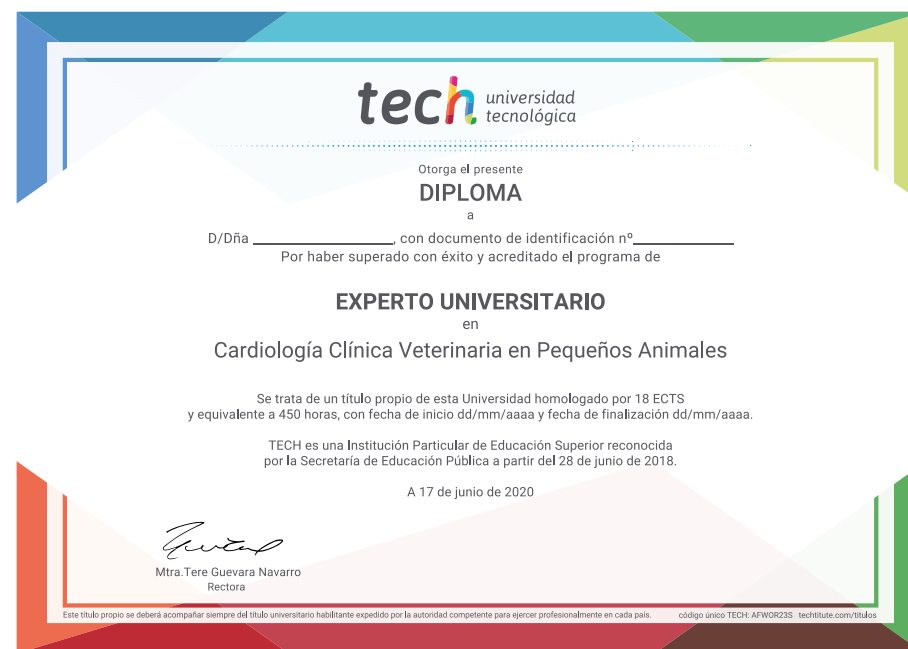 tech universidad
tecnológica
Otorga el presente
DIPLOMA
a
D/Dña ________________, con documento de identificación nº____________
Por haber superado con éxito y acreditado el programa de
EXPERTO UNIVERSITARIO
en
Cardiología Clínica Veterinaria en Pequeños Animales
Se trata de un título propio de esta Universidad homologado por 18 ECTS
y equivalente a 450 horas, con fecha de inicio dd/mm/aaaa y fecha de finalización dd/mm/aaaa.
TECH es una Institución Particular de Educación Superior reconocida
por la Secretaría de Educación Pública a partir del 28 de junio de 2018.
A 17 de junio de 2020
Mtra.Tere Guevara Navarro
Rectora
Este título propio se deberá acompañar siempre del título universitario habilitante expedido por la autoridad competente para ejercer profesionalmente en cada país. código único TECH: AFWOR23S techtitute.com/titulos